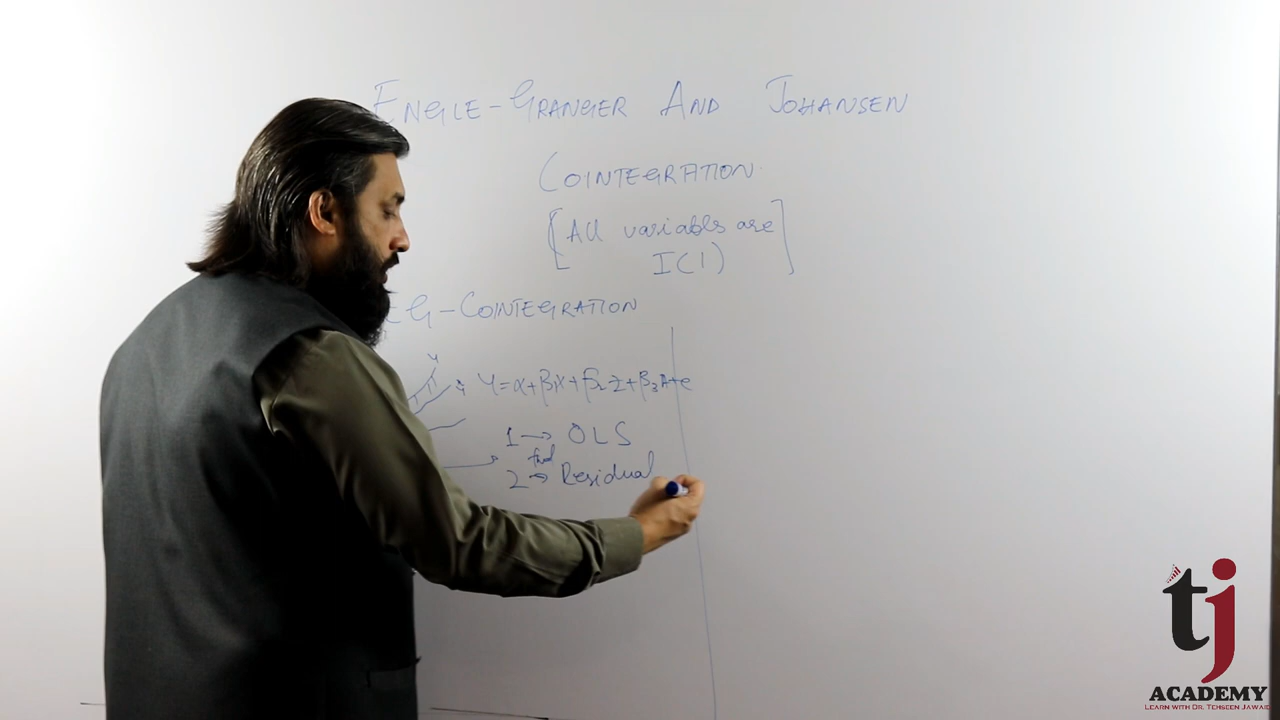 ENGLE-GRANGER AND JOHANSEN
COINTEGRATION
[All variables are
I(1)]
EG-COINTEGRATION
Y=α+β1X+β2Z+β3A+e
1→ OLS
find
2→ Residual
tj
ACADEMY
LEARN WITH DR. TEHSEEN JAWAID